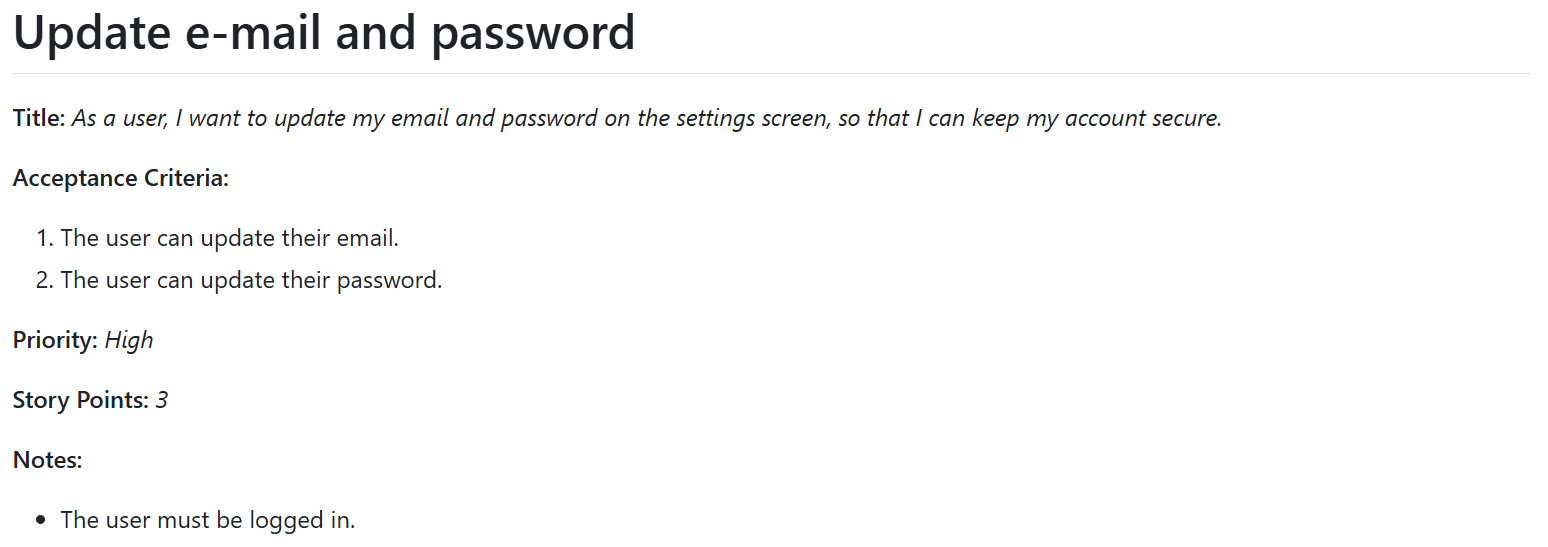 Update e-mail and password
Title: As a user, I want to update my email and password on the settings screen, so that I can keep my account secure.
Acceptance Criteria:
1. The user can update their email.
2. The user can update their password.
Priority: High
Story Points: 3
Notes:
• The user must be logged in.